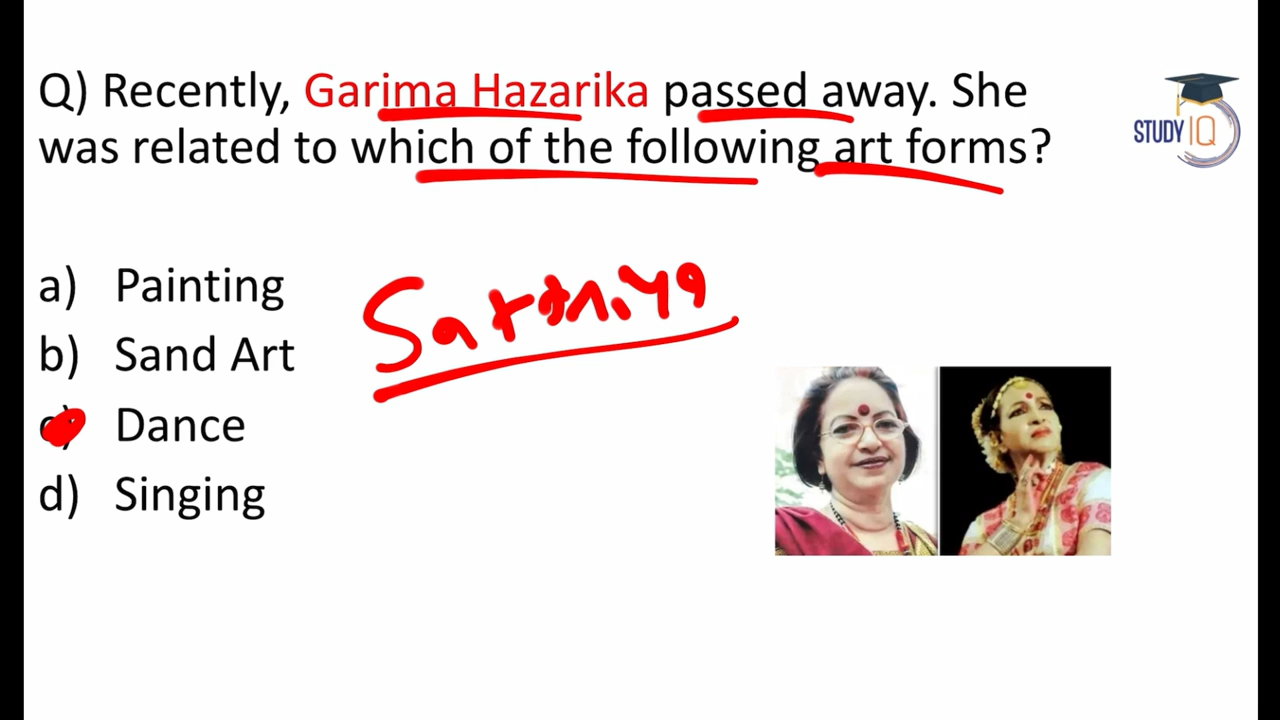 Q) Recently, Garima Hazarika passed away. She
was related to which of the following art forms?
STUDY IQ
a) Painting
Sattriya
b) Sand Art
c) Dance
d) Singing